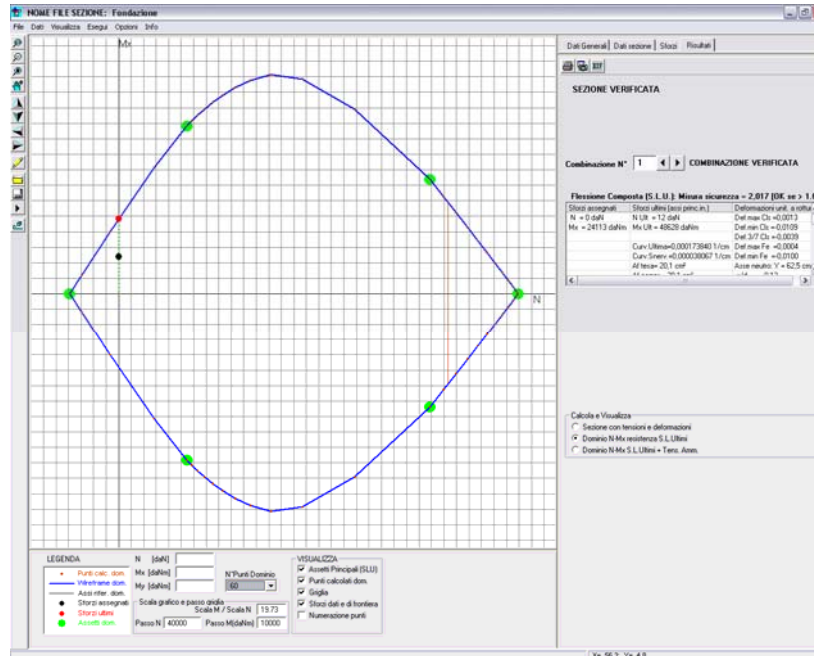 NOME FILE SEZIONE: Fondazione
File Dati Visualizza Esegui Opzioni Info
Mx
N
Dati Generali Dati sezione Sforzi Risultati
SEZIONE VERIFICATA
Combinazione N° 1 COMBINAZIONE VERIFICATA
Flessione Composta (S.L.U.): Misura sicurezza = 2,017 [OK se > 1.0
Sforzi assegnati Sforzi ultimi (assi princ.in.) Deformazioni unit. a rottur
N = 0 daN N Ult = 12 daN Def.max Cls =0,0013
Mx = 24113 daNm Mx Ult = 48628 daNm Def.min Cls =0,0109
Def.3/7 Cls =0,0039
Curv.Ultima=0,000173840 1/cm Def.max Fe =0,0004
Curv.Snerv.=0,000038067 1/cm Def.min Fe =0,0100
Af tesa= 20,1 cm² Asse neutro: Y = 62,5 cm
Calcola e Visualizza
Sezione con tensioni e deformazioni
Dominio N-Mx resistenza S.L.Ultimi
Dominio N-Mx S.L.Ultimi + Tens. Amm.
LEGENDA
Punti calc. dom.
Wireframe dom.
Assi rifer. dom.
Sforzi assegnati
Sforzi ultimi
Assetti dom.
N [daN]
Mx [daNm]
My [daNm]
N°Punti Dominio
60
Scala grafico e passo griglia
Scala M / Scala N 19.73
Passo N 40000 Passo M[daNm] 10000
VISUALIZZA
Assetti Principali (SLU)
Punti calcolati dom.
Griglia
Sforzi dati e di frontiera
Numerazione punti